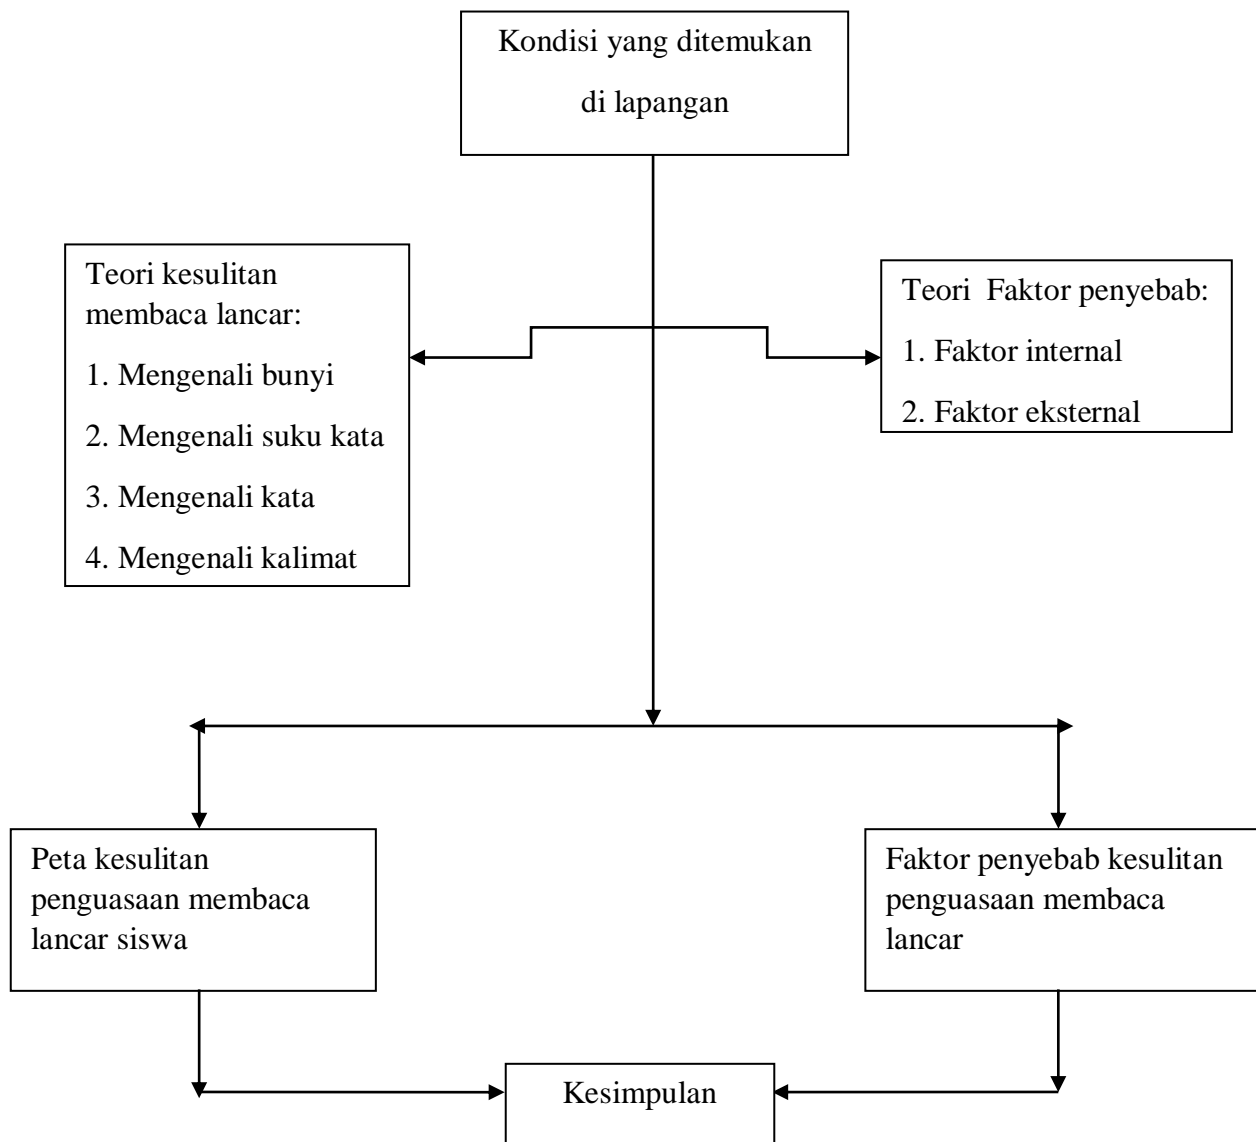 Kondisi yang ditemukan
di lapangan
Teori kesulitan
membaca lancar:
1. Mengenali bunyi
2. Mengenali suku kata
3. Mengenali kata
4. Mengenali kalimat
Teori  Faktor penyebab:
1. Faktor internal
2. Faktor eksternal
Peta kesulitan
penguasaan membaca
lancar siswa
Faktor penyebab kesulitan
penguasaan membaca
lancar
Kesimpulan